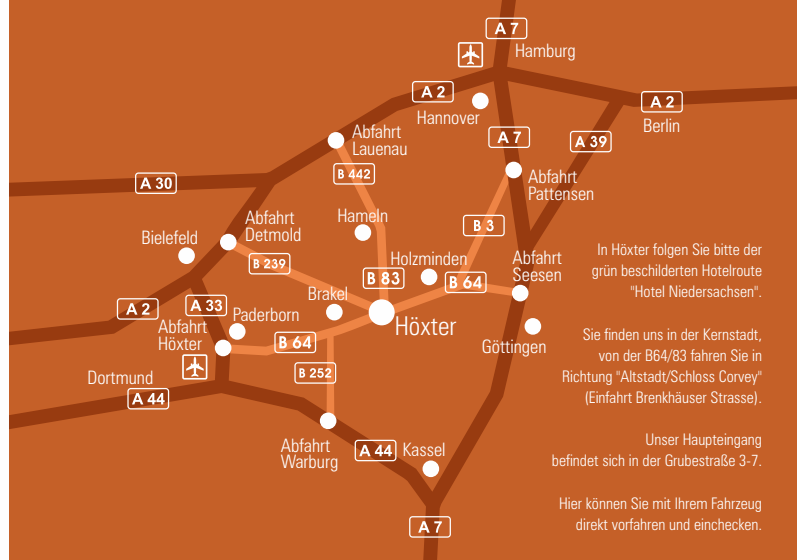 A 7
Hamburg
A 2
Hannover
A 2
Berlin
A 7
A 39
Abfahrt
Lauenau
B 442
A 30
Abfahrt
Pattensen
Hameln
B 3
Abfahrt
Detmold
Bielefeld
B 239
Holzminden
B 83
B 64
Abfahrt
Seesen
A 2
A 33
Brakel
Paderborn
Höxter
Abfahrt
Höxter
B 64
Göttingen
B 252
Dortmund
A 44
Abfahrt
Warburg
A 44
Kassel
A 7
In Höxter folgen Sie bitte der
grün beschilderten Hotelroute
"Hotel Niedersachsen".
Sie finden uns in der Kernstadt,
von der B64/83 fahren Sie in
Richtung "Altstadt/Schloss Corvey"
(Einfahrt Brenkhäuser Strasse).
Unser Haupteingang
befindet sich in der Grubestraße 3-7.
Hier können Sie mit Ihrem Fahrzeug
direkt vorfahren und einchecken.